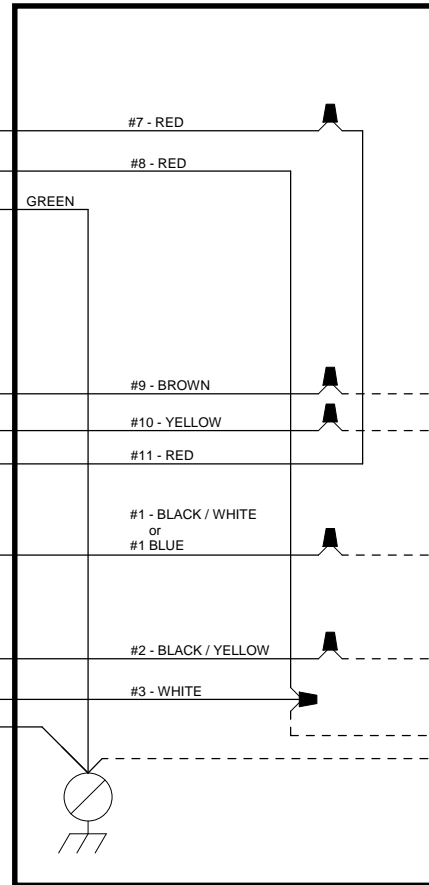 #7 - RED
#8 - RED
GREEN
#9 - BROWN
#10 - YELLOW
#11 - RED
#1 - BLACK / WHITE
or
#1 BLUE
#2 - BLACK / YELLOW
#3 - WHITE